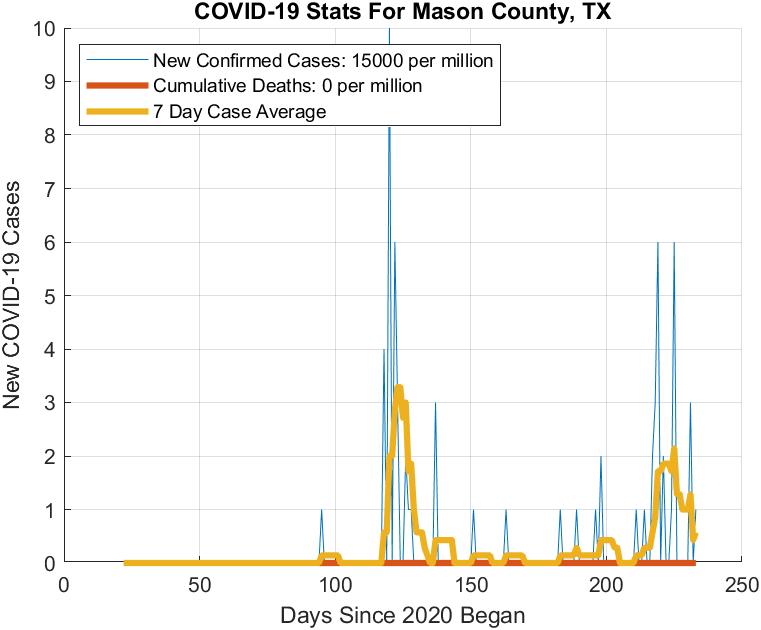 COVID-19 Stats For Mason County, TX
New Confirmed Cases: 15000 per million
Cumulative Deaths: 0 per million
7 Day Case Average
New COVID-19 Cases
10
9
8
7
6
5
4
3
2
1
0
0 50 100 150 200 250
Days Since 2020 Began